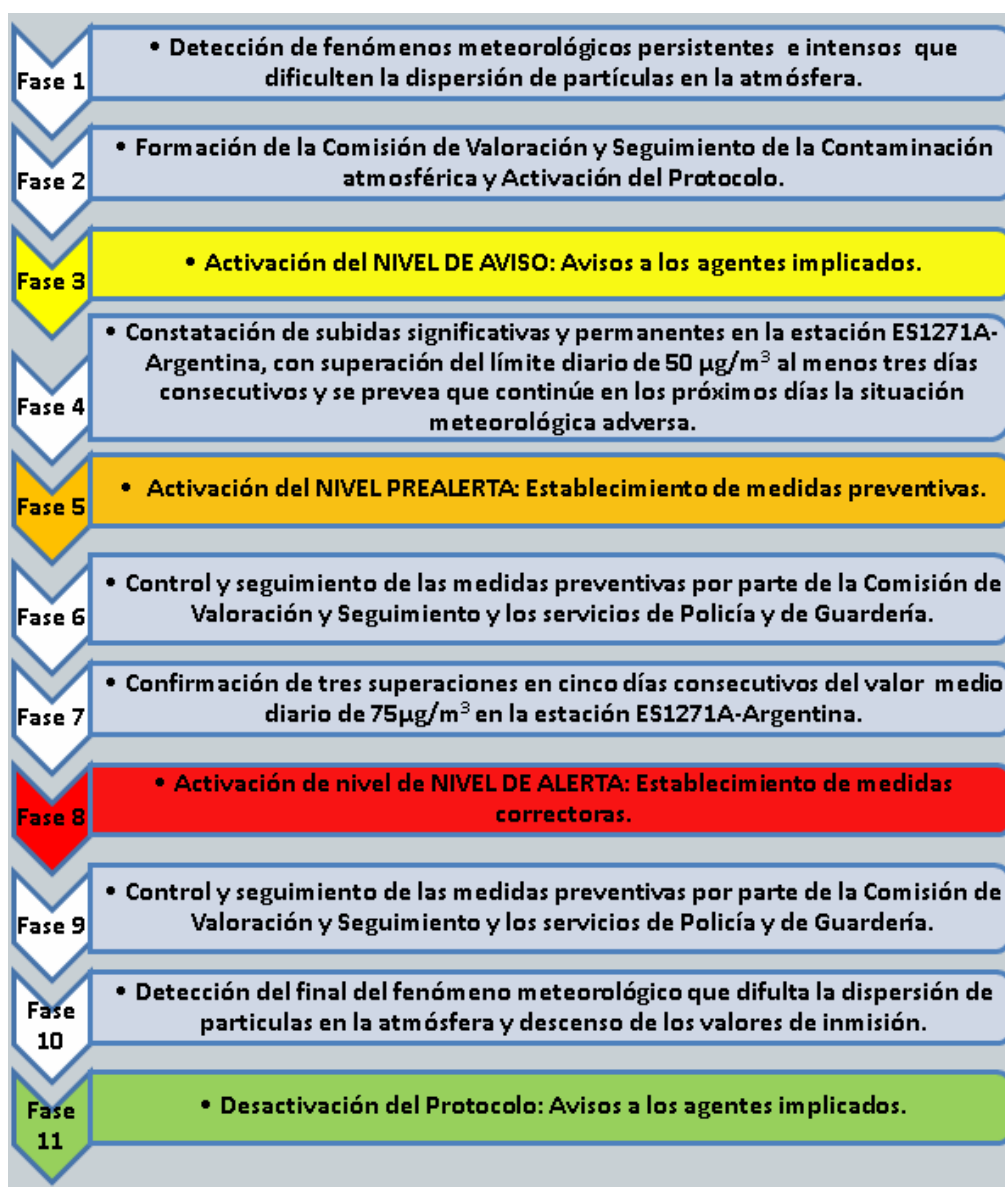 • Detección de fenómenos meteorológicos persistentes e intensos que
Fase 1
dificulten la dispersión de partículas en la atmósfera.
• Formación de la Comisión de Valoración y Seguimiento de la Contaminación
Fase 2
atmosférica y Activación del Protocolo.
Fase 3
• Activación del NIVEL DE AVISO: Avisos a los agentes implicados.
• Constatación de subidas significativas y permanentes en la estación ES1271A-
Argentina, con superación del límite diario de 50 µg/m³ al menos tres días
Fase 4
consecutivos y se prevea que continúe en los próximos días la situación
meteorológica adversa.
Fase 5
• Activación del NIVEL PREALERTA: Establecimiento de medidas preventivas.
• Control y seguimiento de las medidas preventivas por parte de la Comisión de
Fase 6
Valoración y Seguimiento y los servicios de Policía y de Guardería.
• Confirmación de tres superaciones en cinco días consecutivos del valor medio
Fase 7
diario de 75µg/m³ en la estación ES1271A-Argentina.
• Activación de nivel de NIVEL DE ALERTA: Establecimiento de medidas
Fase 8
correctoras.
• Control y seguimiento de las medidas preventivas por parte de la Comisión de
Fase 9
Valoración y Seguimiento y los servicios de Policía y de Guardería.
• Detección del final del fenómeno meteorológico que difulta la dispersión de
Fase
10
particulas en la atmósfera y descenso de los valores de inmisión.
Fase
11
• Desactivación del Protocolo: Avisos a los agentes implicados.